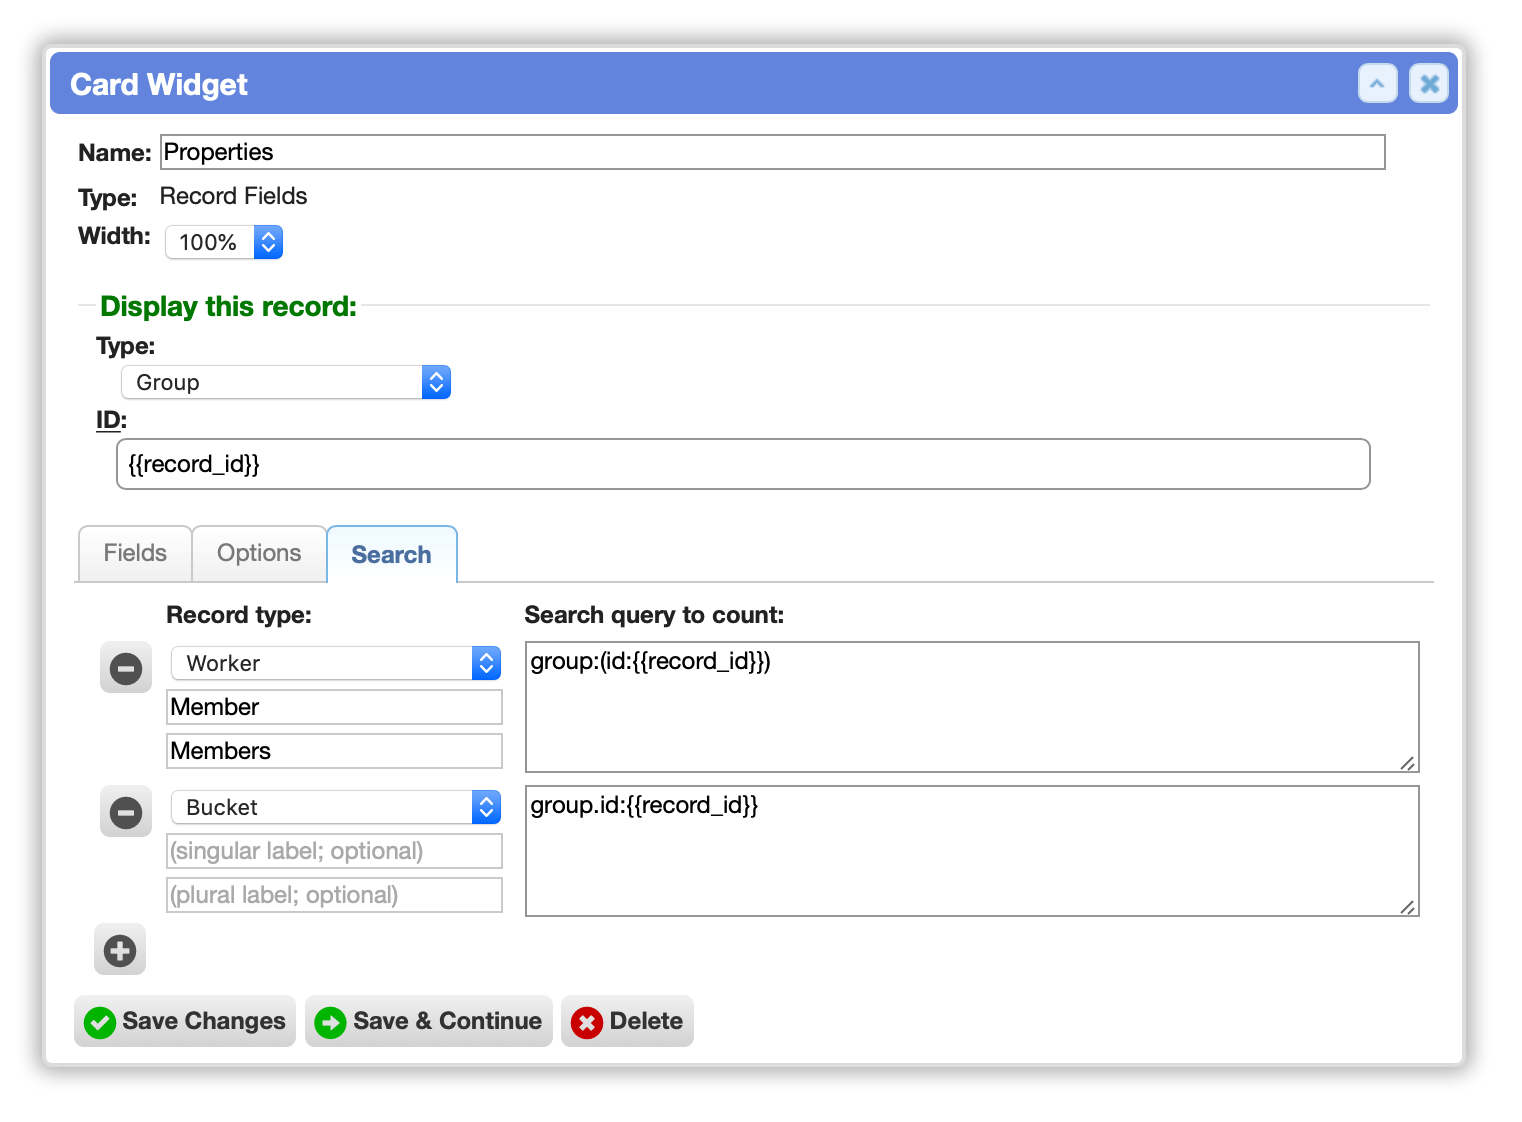 Card Widget
Name: Properties
Type: Record Fields
Width: 100%
Display this record:
Type:
Group
ID:
{{record_id}}
Fields Options Search
Record type: Search query to count:
Worker group:(id:{{record_id}})
Member
Members
Bucket group.id:{{record_id}}
(singular label; optional)
(plural label; optional)
Save Changes Save & Continue Delete